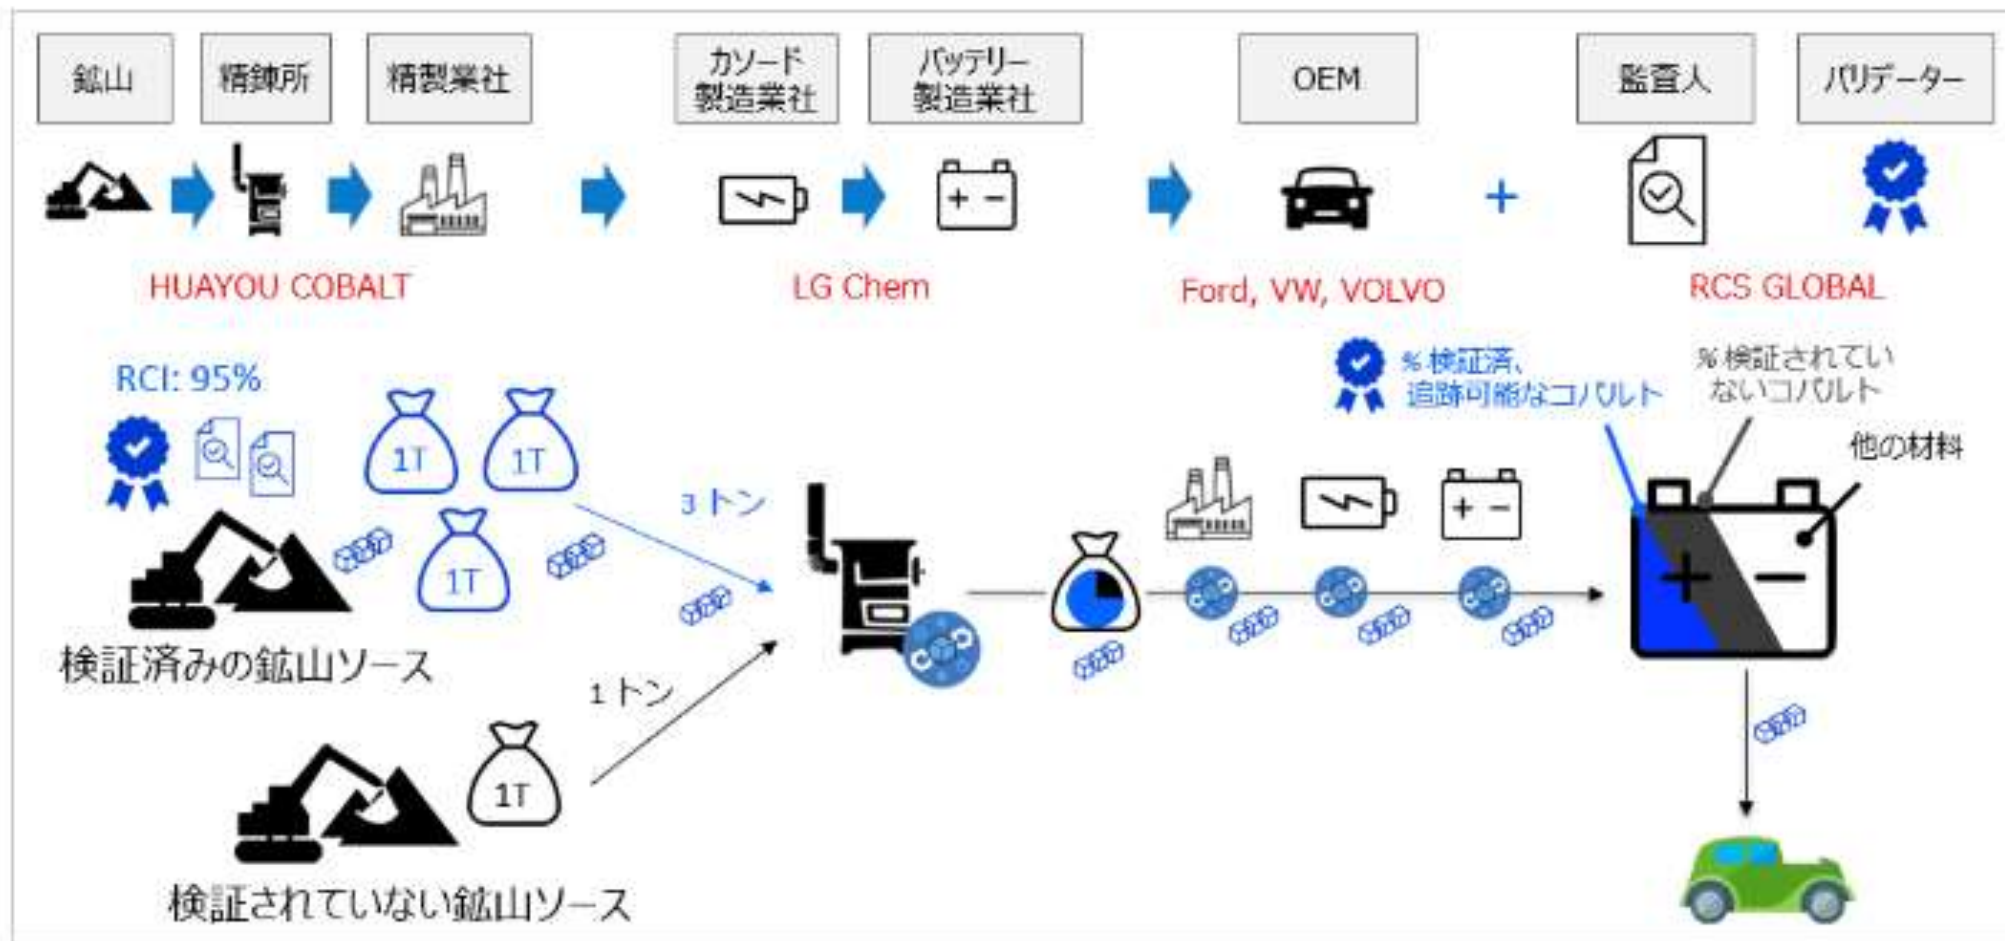 鉱山
精錬所
精製業社
カソード
製造業社
バッテリー
製造業社
OEM
監査人
バリデーター
HUAYOU COBALT
LG Chem
Ford, VW, VOLVO
RCS GLOBAL
RCI: 95%
1T
1T
1T
3 トン
検証済みの鉱山ソース
1 トン
1T
検証されていない鉱山ソース
% 検証済、
追跡可能なコバルト
% 検証されてい
ないコバルト
他の材料